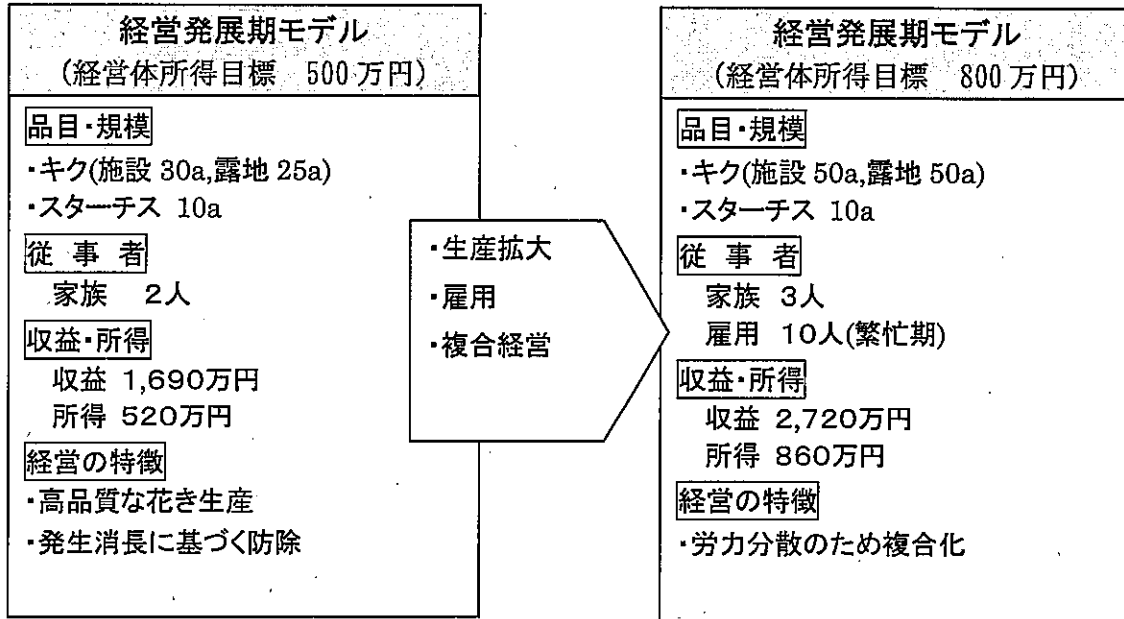 経営発展期モデル
(経営体所得目標 500万円)
品目・規模
・キク(施設 30a,露地 25a)
・スターチス 10a
従 事 者
家族 2人
収益・所得
収益 1,690万円
所得 520万円
経営の特徴
・高品質な花き生産
・発生消長に基づく防除
・生産拡大
・雇用
・複合経営
経営発展期モデル
(経営体所得目標 800万円)
品目・規模
・キク(施設 50a,露地 50a)
・スターチス 10a
従 事 者
家族 3人
雇用 10人(繁忙期)
収益・所得
収益 2,720万円
所得 860万円
経営の特徴
・労力分散のため複合化